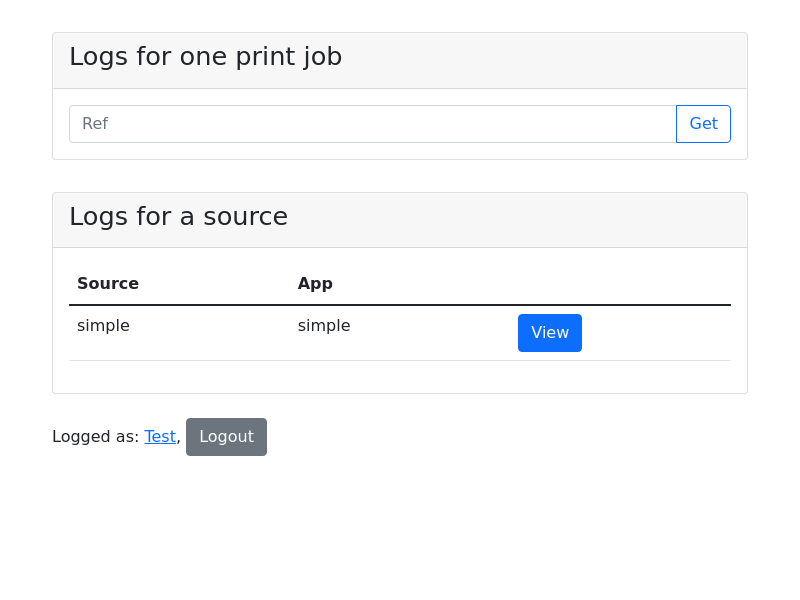 Logs for one print job
Ref Get
Logs for a source
Source App
simple simple View
Logged as: Test, Logout